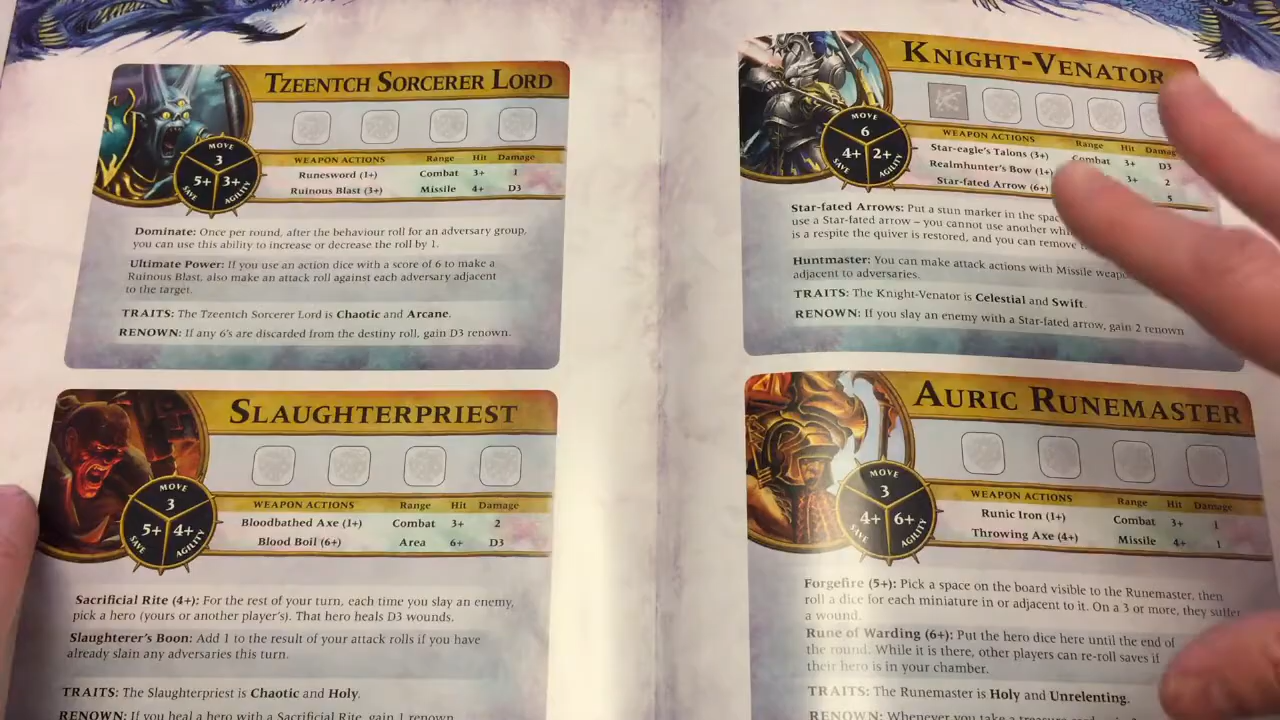 TZEENTCH SORCERER LORD
MOVE
3
5+ 3+
SAVE AGILITY
WEAPON ACTIONS Range Hit Damage
Runesword (1+) Combat 3+ 1
Ruinous Blast (3+) Missile 4+ D3
Dominate: Once per round, after the behaviour roll for an adversary group,
you can use this ability to increase or decrease the roll by 1.
Ultimate Power: If you use an action dice with a score of 6 to make a
Ruinous Blast, also make an attack roll against each adversary adjacent
to the target.
TRAITS: The Tzeentch Sorcerer Lord is Chaotic and Arcane.
RENOWN: If any 6's are discarded from the destiny roll, gain D3 renown.
SLAUGHTERPRIEST
MOVE
3
5+ 4+
SAVE AGILITY
WEAPON ACTIONS Range Hit Damage
Bloodbathed Axe (1+) Combat 3+ 2
Blood Boil (6+) Area 6+ D3
Sacrificial Rite (4+): For the rest of your turn, each time you slay an enemy,
pick a hero (yours or another player's). That hero heals D3 wounds.
Slaughterer's Boon: Add 1 to the result of your attack rolls if you have
already slain any adversaries this turn.
TRAITS: The Slaughterpriest is Chaotic and Holy.
RENOWN: If you heal a hero with a Sacrificial Rite, gain 1 renown
KNIGHT-VENATOR
MOVE
6
4+ 2+
SAVE AGILITY
WEAPON ACTIONS Range Hit Damage
Star-eagle's Talons (3+) Combat 3+ D3
Realmhunter's Bow (1+) 3+ 2
Star-fated Arrow (6+) 5
Star-fated Arrows: Put a stun marker in the
use a Star-fated arrow – you cannot use another
is a respite the quiver is restored, and you can remove
Huntmaster: You can make attack actions with Missile
adjacent to adversaries.
TRAITS: The Knight-Venator is Celestial and Swift.
RENOWN: If you slay an enemy with a Star-fated arrow, gain 2 renown
AURIC RUNEMASTER
MOVE
3
4+ 6+
SAVE AGILITY
WEAPON ACTIONS Range Hit Damage
Runic Iron (1+) Combat 3+ 1
Throwing Axe (4+) Missile 4+ 1
Forgefire (5+): Pick a space on the board visible to the Runemaster, then
roll a dice for each miniature in or adjacent to it. On a 3 or more, they suffer
a wound.
Rune of Warding (6+): Put the hero dice here until the end of
the round. While it is there, other players can re-roll saves if
their hero is in your chamber.
TRAITS: The Runemaster is Holy and Unrelenting.
RENOWN: Whenever you take a treasure